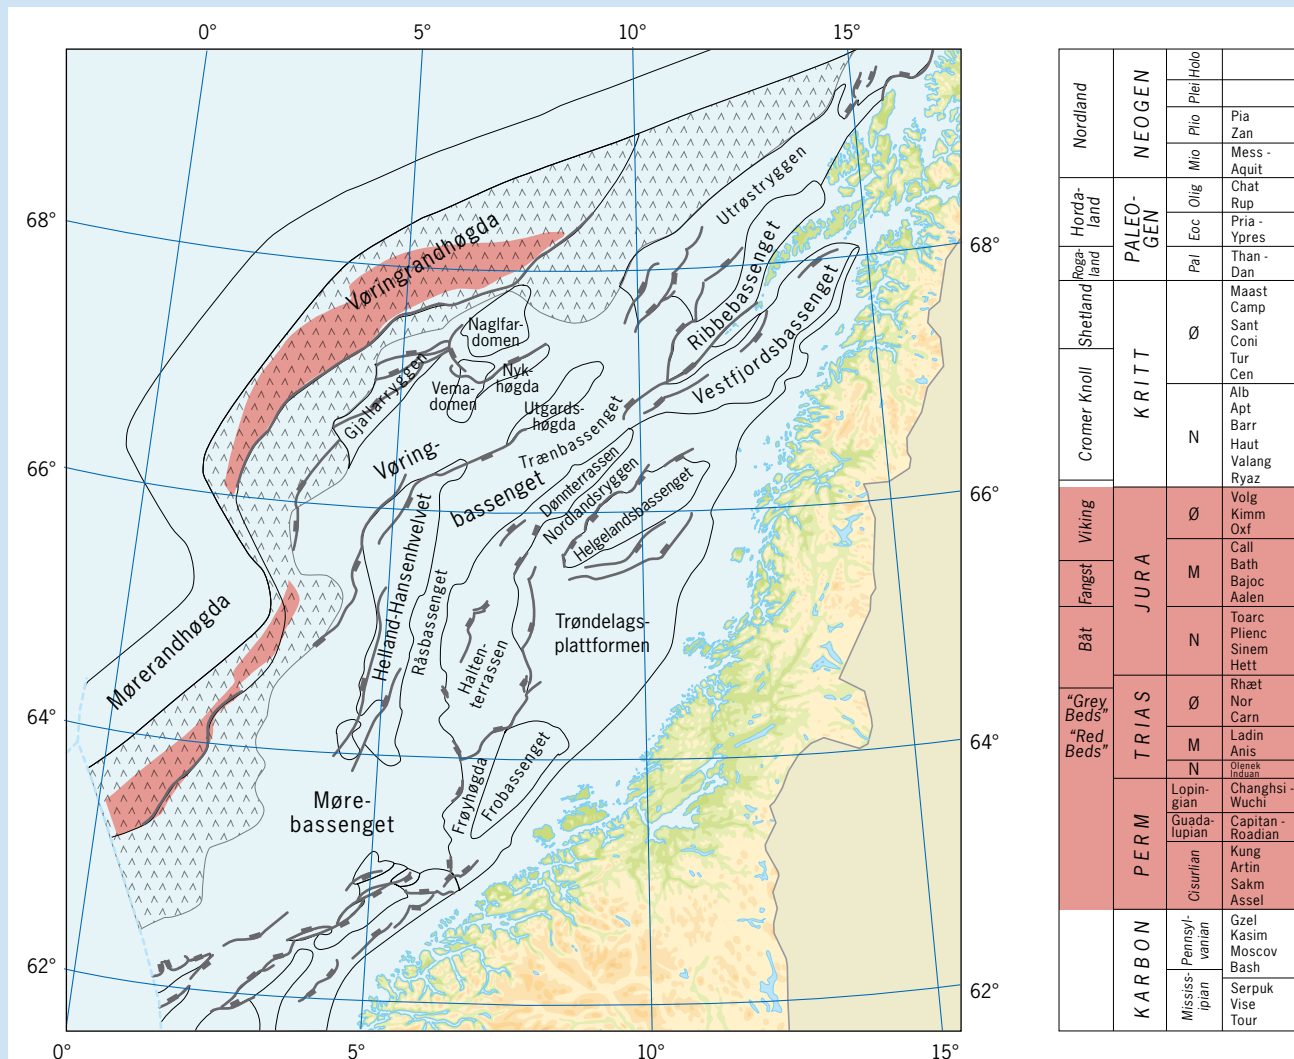 0°
5°
10°
15°
68°
66°
64°
62°
68°
66°
64°
62°
0°
5°
10°
15°
Utrøstryggen
Vøringrandhøgda
Ribbebassenget
Vestfjordsbassenget
Naglfar-
domen
Nyk-
høgda
Vema-
domen
Gjallarryggen
Utgards-
høgda
Trænbassenget
Vøring-
bassenget
Dønnterrassen
Nordlandsryggen
Helgelandsbassenget
Helland-Hansenhvelvet
Råsbassenget
Halten-
terrassen
Trøndelags-
plattformen
Mørerandhøgda
Møre-
bassenget
Frøyhøgda
Frobassenget
Nordland
NEOGEN
Holo
Plei
Plio
Pia
Zan
Mio
Mess -
Aquit
Horda-
land
PALEO-
GEN
Olig
Chat
Rup
Eoc
Pria -
Ypres
Roga-
land
Pal
Than -
Dan
Shetland
Cromer Knoll
KRITT
Ø
Maast
Camp
Sant
Coni
Tur
Cen
N
Alb
Apt
Barr
Haut
Valang
Ryaz
Viking
JURA
Ø
Volg
Kimm
Oxf
Fangst
M
Call
Bath
Bajoc
Aalen
Båt
N
Toarc
Plienc
Sinem
Hett
"Grey
Beds"
"Red
Beds"
TRIAS
Ø
Rhæt
Nor
Carn
M
Ladin
Anis
N
Olenek
Induan
PERM
Lopin-
gian
Changhsi -
Wuchi
Guada-
lupian
Capitan -
Roadian
Cisurlian
Kung
Artin
Sakm
Assel
KARBON
Pennsyl-
vanian
Gzel
Kasim
Moscov
Bash
Mississ-
ipian
Serpuk
Vise
Tour